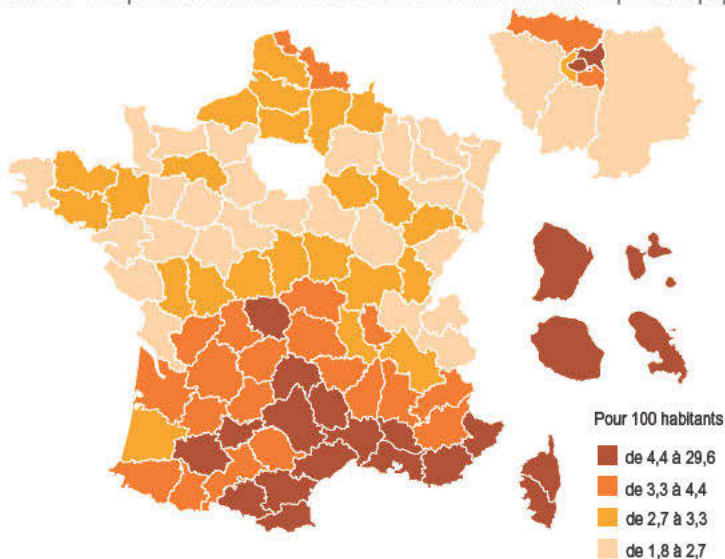 Pour 100 habitants
de 4,4 à 29,6
de 3,3 à 4,4
de 2,7 à 3,3
de 1,8 à 2,7